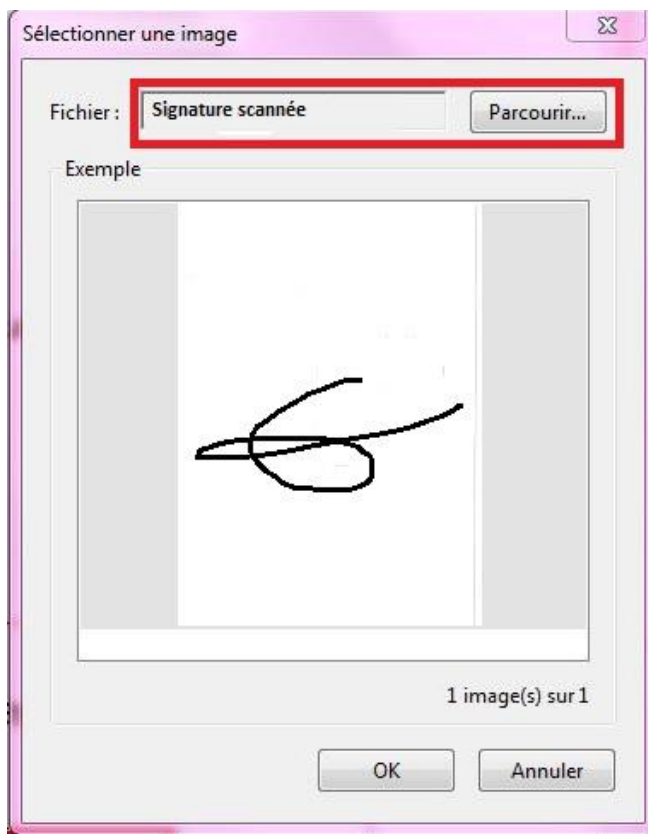 Sélectionner une image
Fichier : Signature scannée Parcourir...
Exemple
1 image(s) sur 1
OK Annuler